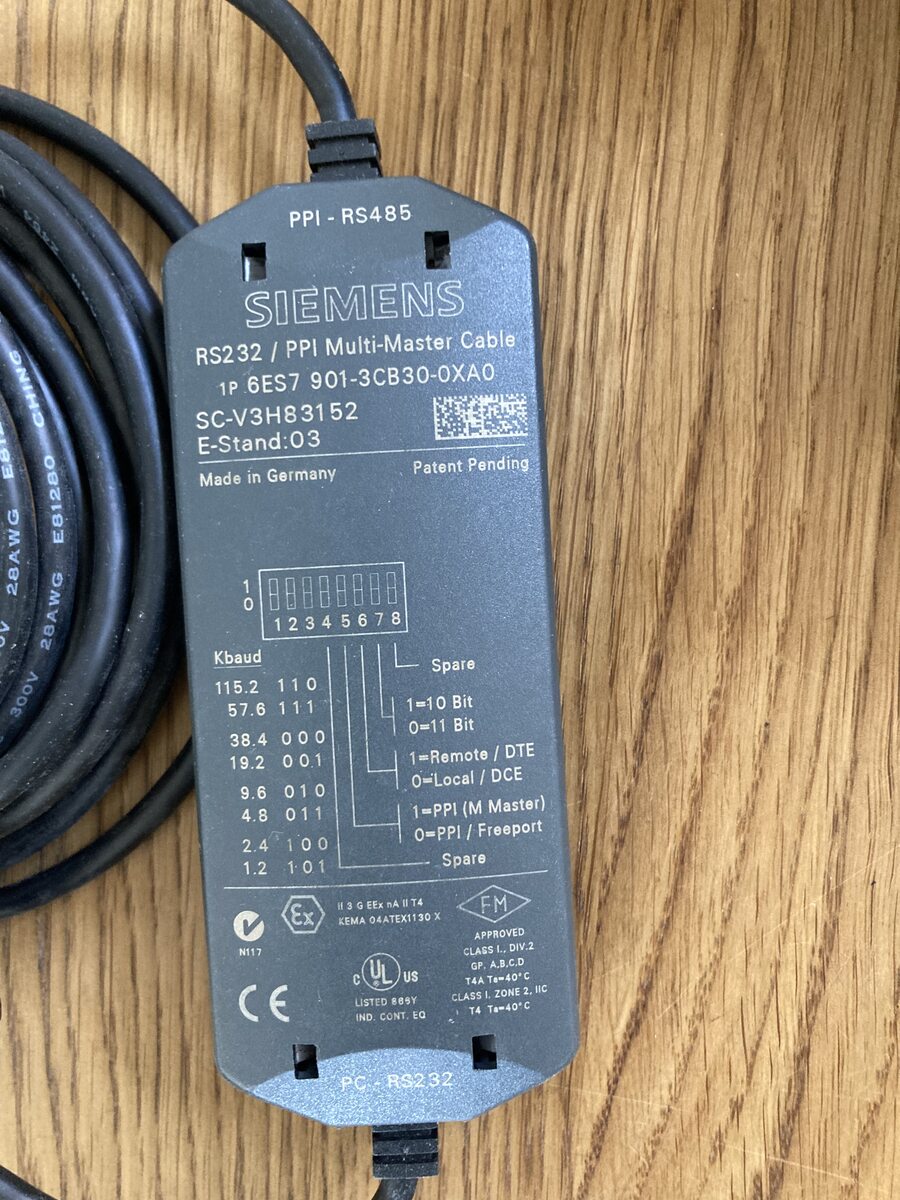 PPI - RS485
SIEMENS
RS232 / PPI Multi-Master Cable
1P 6ES7 901-3CB30-0XA0
SC-V3H83152
E-Stand:03
Made in Germany
Patent Pending
1
0
1 2 3 4 5 6 7 8
Kbaud
115.2 1 1 0
57.6 1 1 1
38.4 0 0 0
19.2 0 0 1
9.6 0 1 0
4.8 0 1 1
2.4 1 0 0
1.2 1 0 1
Spare
1=10 Bit
0=11 Bit
1=Remote / DTE
0=Local / DCE
1=PPI (M Master)
0=PPI / Freeport
Spare
N117
Ex
II 3 G EEx nA II T4
KEMA 04ATEX1130 X
FM
APPROVED
CLASS I., DIV.2
GP. A,B,C,D
T4A Ta=40°C
CLASS I, ZONE 2, IIC
T4 Ta=40°C
CE
C UL ® US
LISTED 866Y
IND. CONT. EQ
PC - RS232
28AWG E81280 CHING
300V 28AWG